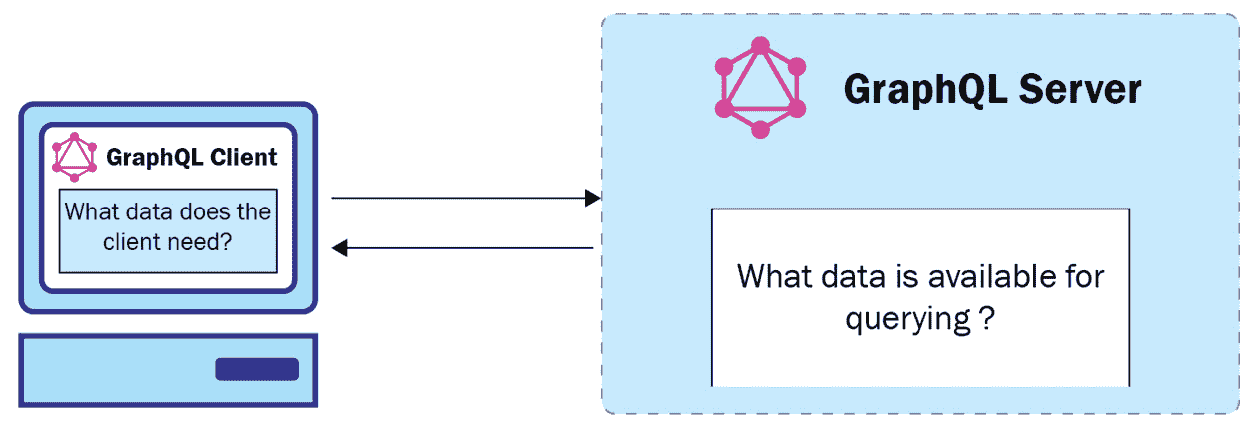 GraphQL Client
What data does the
client need?
GraphQL Server
What data is available for
querying ?